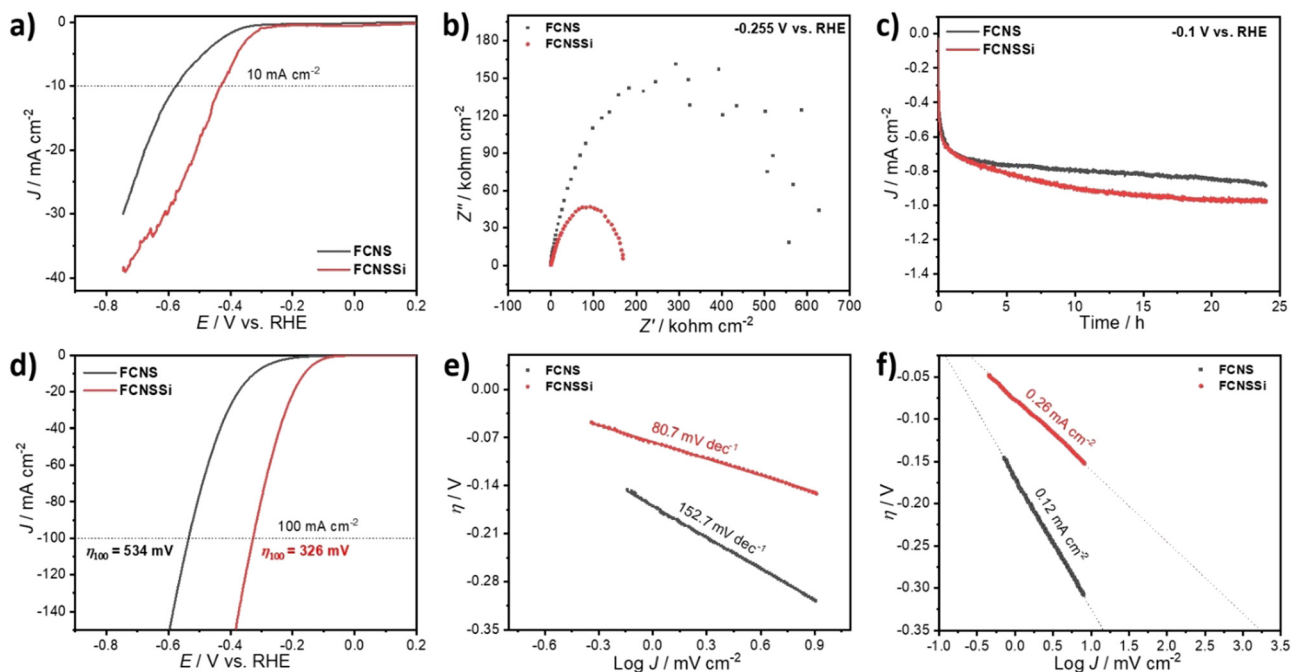 a)
0
-10
-20
-30
-40
J / mA cm-2
10 mA cm-2
FCNS
FCNSSi
-0.8 -0.6 -0.4 -0.2 0.0 0.2
E / V vs. RHE
b)
FCNS
FCNSSi
-0.255 V vs. RHE
180
150
120
90
60
30
0
Z″ / kohm cm-2
-100 0 100 200 300 400 500 600 700
Z′ / kohm cm-2
c)
FCNS
FCNSSi
-0.1 V vs. RHE
0.0
-0.2
-0.4
-0.6
-0.8
-1.0
-1.2
-1.4
J / mA cm-2
0 5 10 15 20 25
Time / h
d)
FCNS
FCNSSi
0
-20
-40
-60
-80
-100
-120
-140
J / mA cm-2
100 mA cm-2
η100 = 534 mV
η100 = 326 mV
-0.8 -0.6 -0.4 -0.2 0.0 0.2
E / V vs. RHE
e)
FCNS
FCNSSi
0.00
-0.07
-0.14
-0.21
-0.28
-0.35
η / V
80.7 mV dec-1
152.7 mV dec-1
-0.6 -0.3 0.0 0.3 0.6 0.9
Log J / mV cm-2
f)
FCNS
FCNSSi
-0.05
-0.10
-0.15
-0.20
-0.25
-0.30
-0.35
η / V
0.26 mA cm-2
0.12 mA cm-2
-1.0 -0.5 0.0 0.5 1.0 1.5 2.0 2.5 3.0 3.5
Log J / mV cm-2